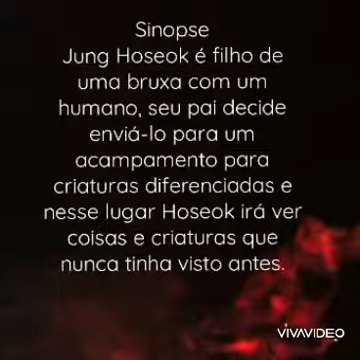 Sinopse
Jung Hoseok é filho de
uma bruxa com um
humano, seu pai decide
enviá-lo para um
acampamento para
criaturas diferenciadas e
nesse lugar Hoseok irá ver
coisas e criaturas que
nunca tinha visto antes.
VIVAVIDEO